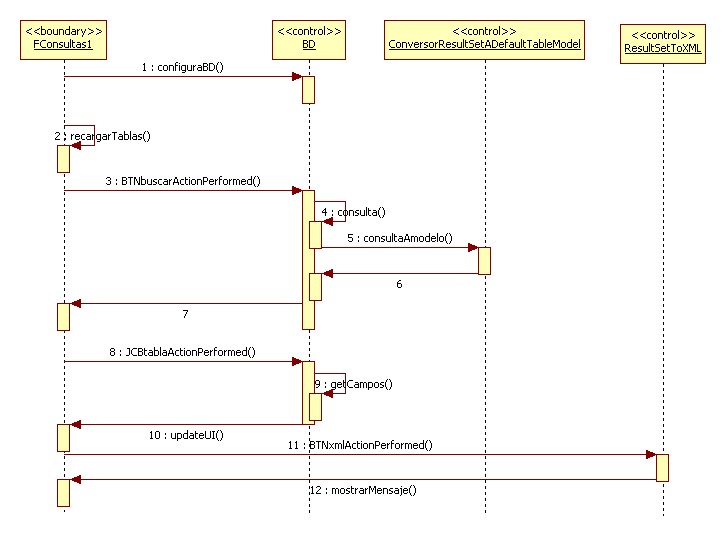 <<boundary>>
FConsultas1
<<control>>
BD
<<control>>
ConversorResultSetADefaultTableModel
<<control>>
ResultSetToXML
1 : configuraBD()
2 : recargarTablas()
3 : BTNbuscarActionPerformed()
4 : consulta()
5 : consultaAmodelo()
6
7
8 : JCBtablaActionPerformed()
9 : getCampos()
10 : updateUI()
11 : BTNxmlActionPerformed()
12 : mostrarMensaje()